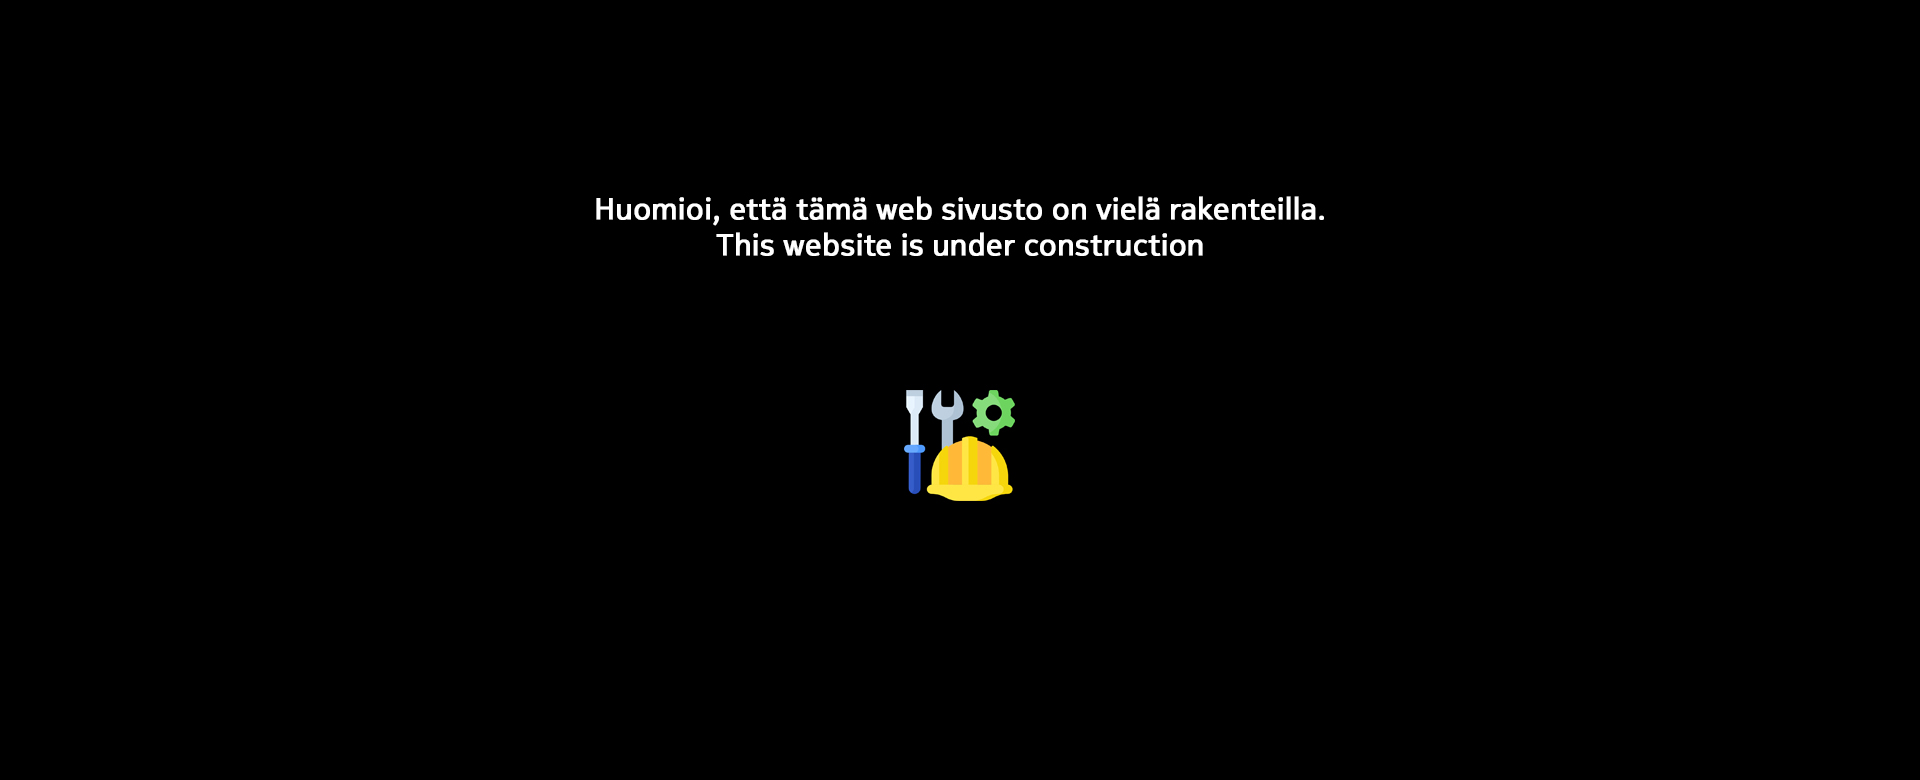 Huomioi, että tämä web sivusto on vielä rakenteilla.
This website is under construction